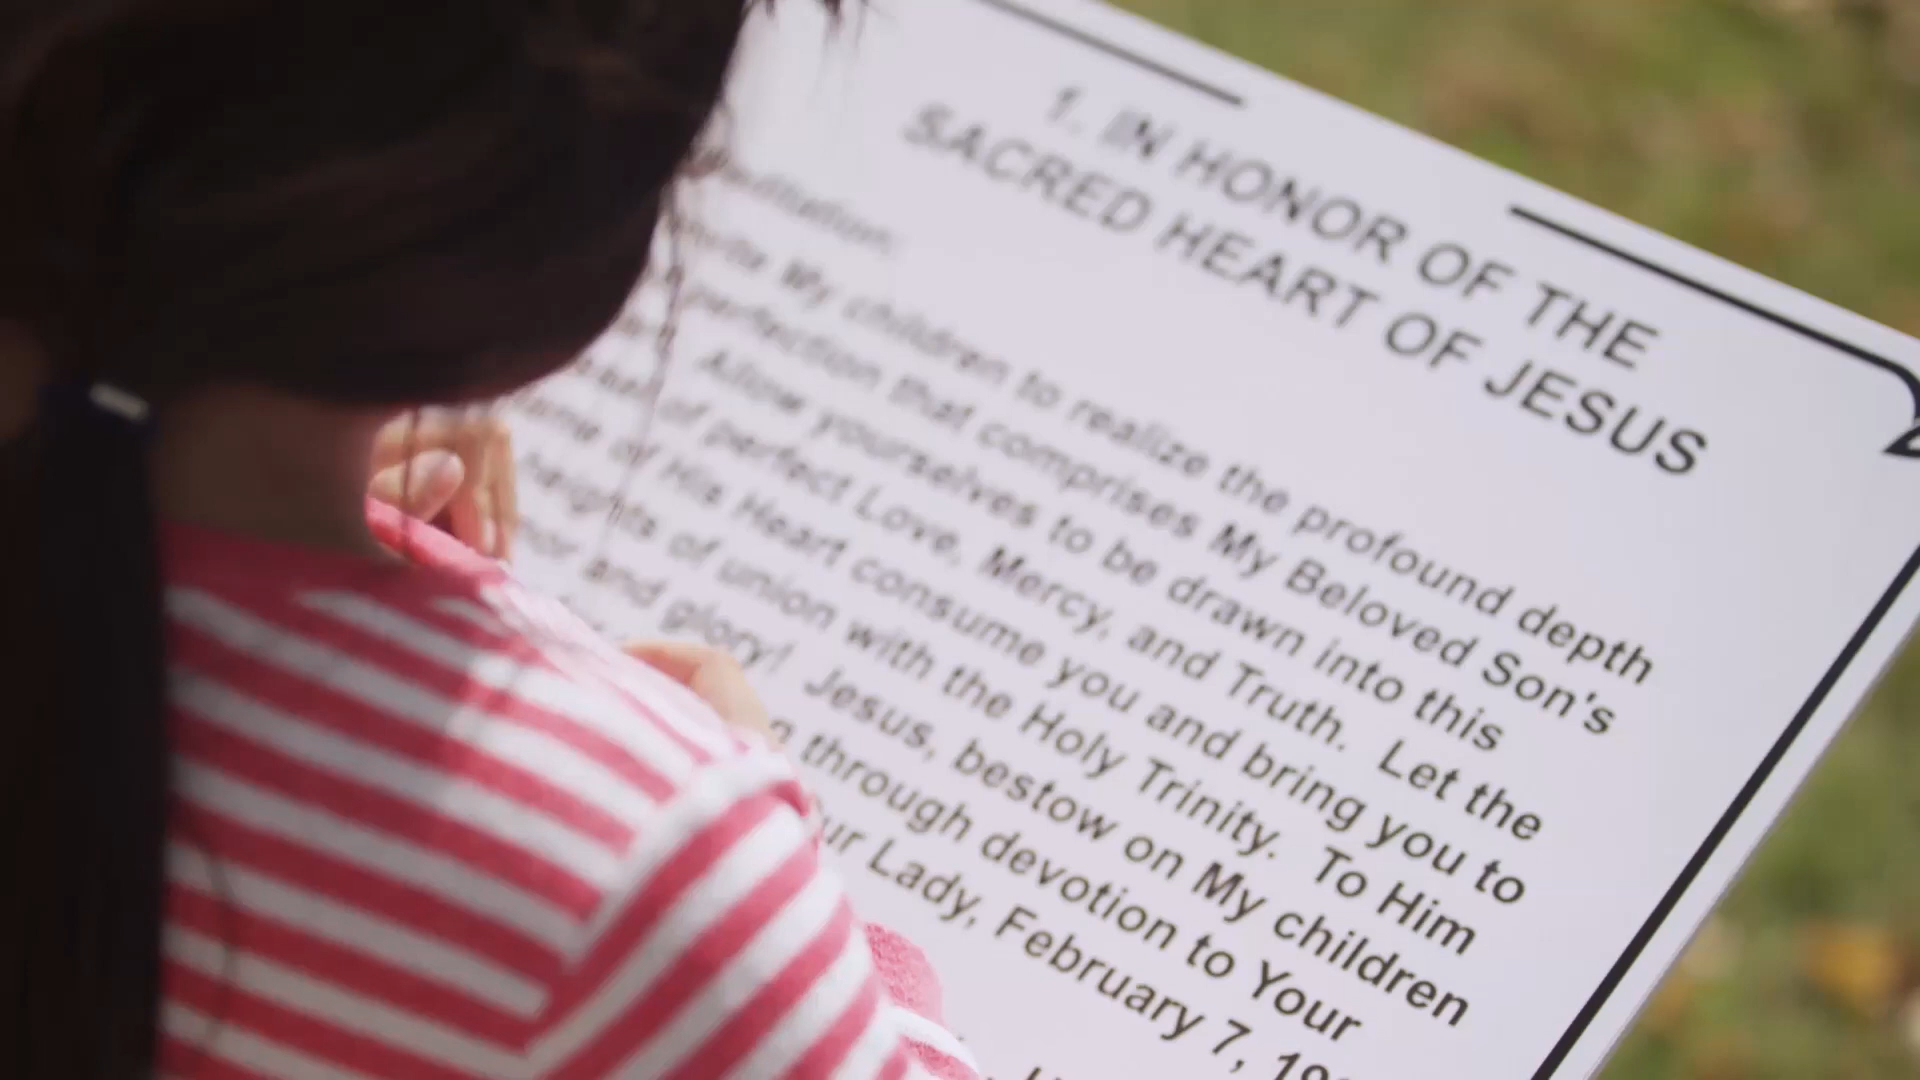 1. IN HONOR OF THE
SACRED HEART OF JESUS
My children to realize the profound depth
perfection that comprises My Beloved Son's
Allow yourselves to be drawn into this
of perfect Love, Mercy, and Truth. Let the
of His Heart consume you and bring you to
heights of union with the Holy Trinity. To Him
and glory! Jesus, bestow on My children
through devotion to Your
Lady, February 7,